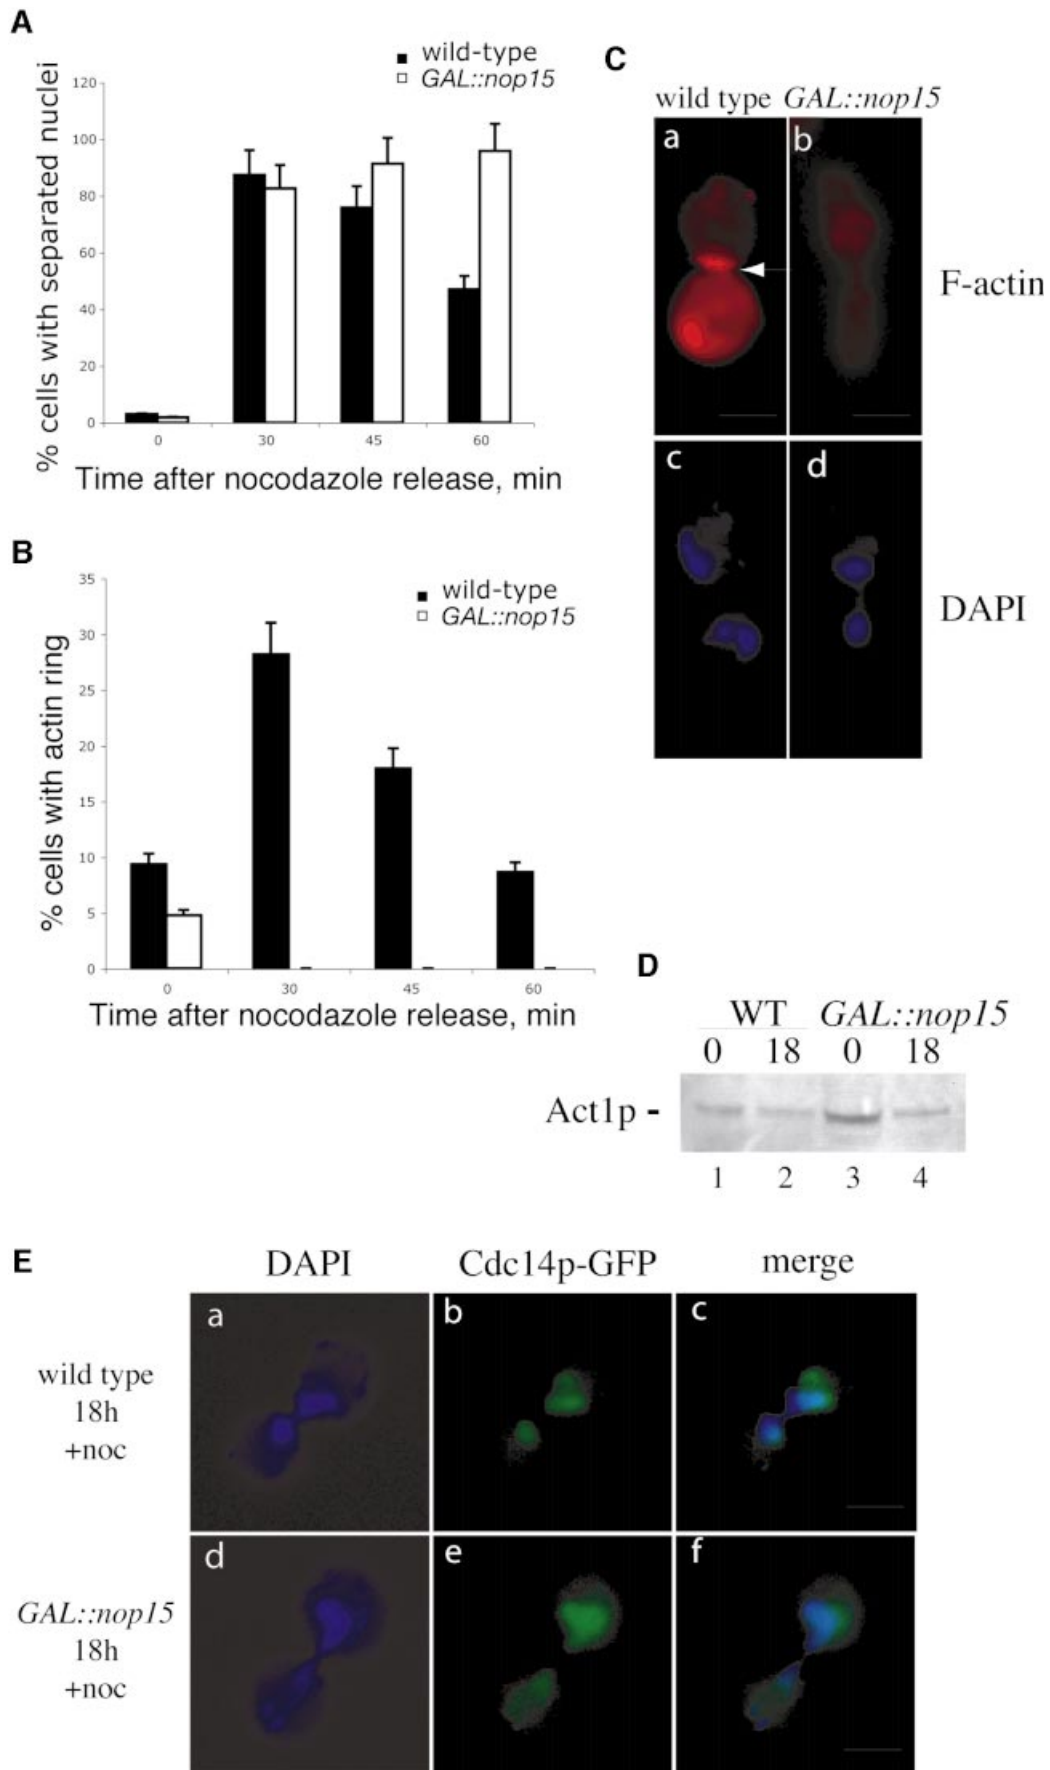 A
wild-type
GAL::nop15
% cells with separated nuclei
120
100
80
60
40
20
0
0 30 45 60
Time after nocodazole release, min
B
wild-type
GAL::nop15
% cells with actin ring
35
30
25
20
15
10
5
0
0 30 45 60
Time after nocodazole release, min
C
wild type GAL::nop15
a b
F-actin
c d
DAPI
D
WT GAL::nop15
0 18 0 18
Act1p -
1 2 3 4
E
DAPI Cdc14p-GFP merge
a b c
wild type
18h
+noc
d e f
GAL::nop15
18h
+noc